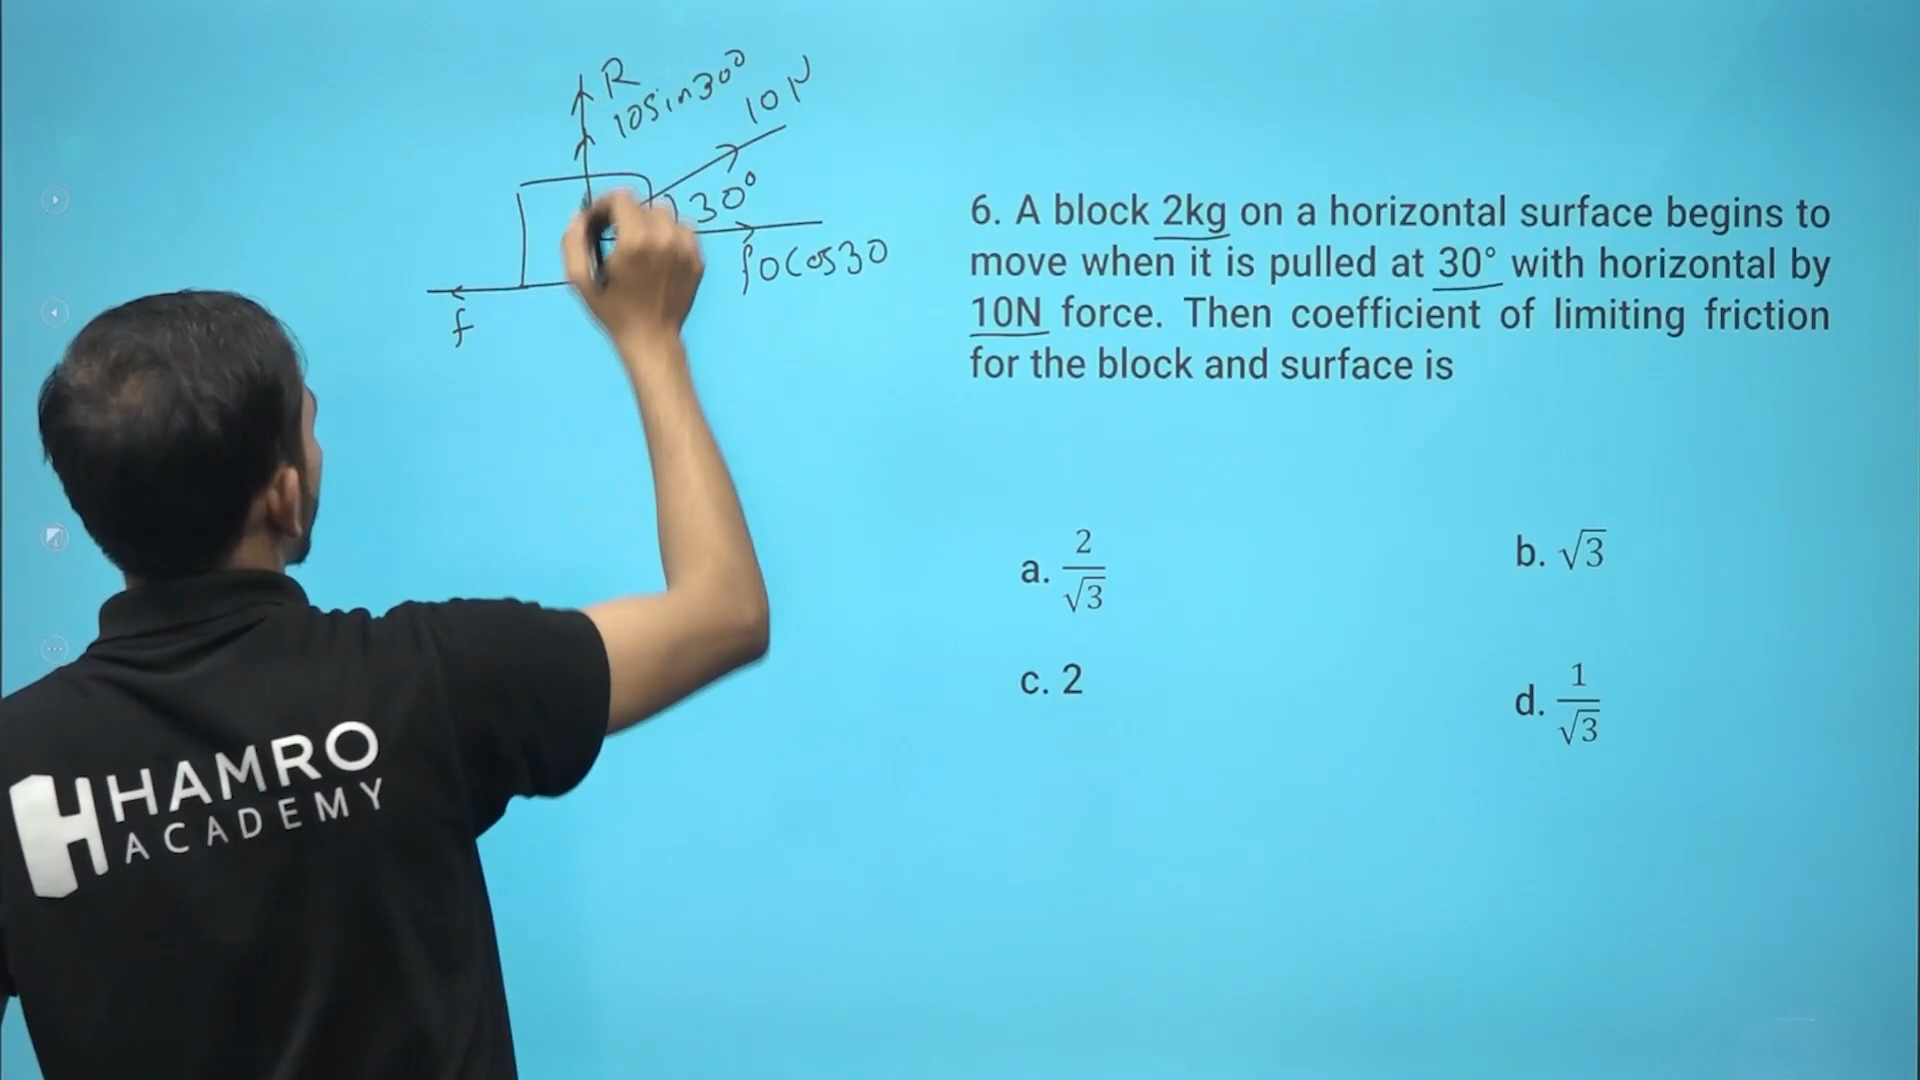 R
10sin30°
10N
30°
10cos30
f
6. A block 2kg on a horizontal surface begins to
move when it is pulled at 30° with horizontal by
10N force. Then coefficient of limiting friction
for the block and surface is
a. 2/√3
b. √3
c. 2
d. 1/√3
HAMRO
ACADEMY